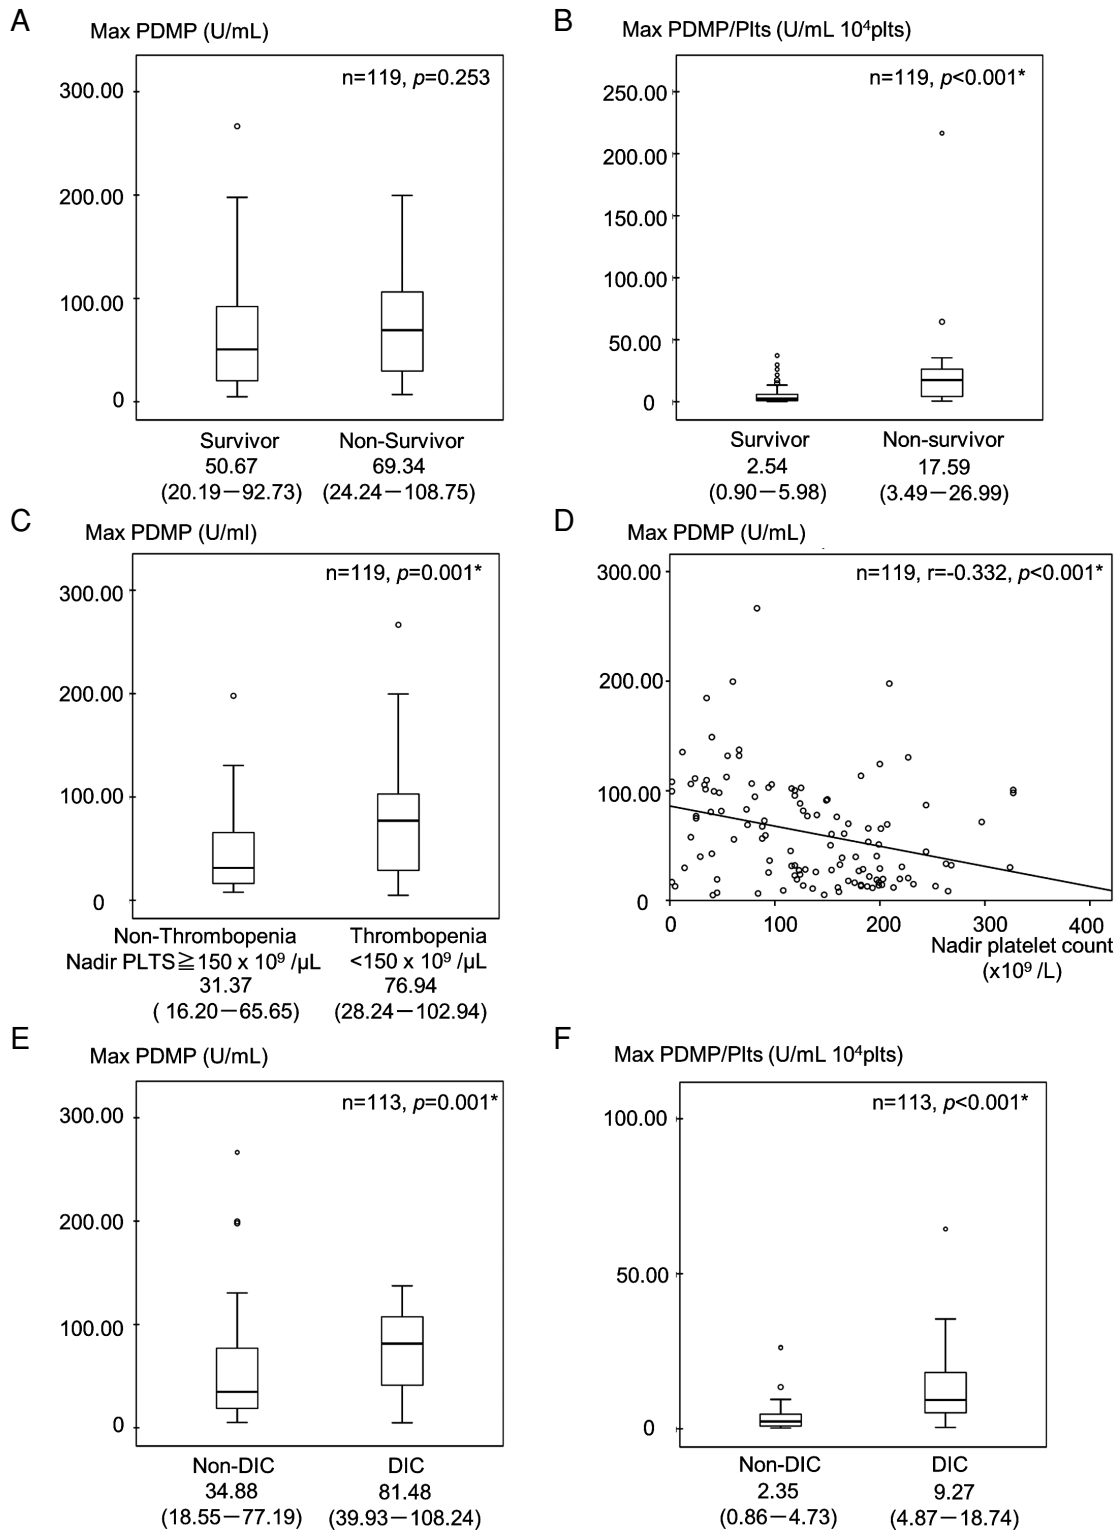 A
Max PDMP (U/mL)
n=119, p=0.253
300.00
200.00
100.00
0
Survivor Non-Survivor
50.67 69.34
(20.19－92.73) (24.24－108.75)
B
Max PDMP/Plts (U/mL 10⁴plts)
n=119, p<0.001*
250.00
200.00
150.00
100.00
50.00
0
Survivor Non-survivor
2.54 17.59
(0.90－5.98) (3.49－26.99)
C
Max PDMP (U/ml)
n=119, p=0.001*
300.00
200.00
100.00
0
Non-Thrombopenia Thrombopenia
Nadir PLTS≧150 x 10⁹ /μL <150 x 10⁹ /μL
31.37 76.94
( 16.20－65.65) (28.24－102.94)
D
Max PDMP (U/mL)
n=119, r=-0.332, p<0.001*
300.00
200.00
100.00
0
0 100 200 300 400
Nadir platelet count
(x10⁹ /L)
E
Max PDMP (U/mL)
n=113, p=0.001*
300.00
200.00
100.00
0
Non-DIC DIC
34.88 81.48
(18.55－77.19) (39.93－108.24)
F
Max PDMP/Plts (U/mL 10⁴plts)
n=113, p<0.001*
100.00
50.00
0
Non-DIC DIC
2.35 9.27
(0.86－4.73) (4.87－18.74)